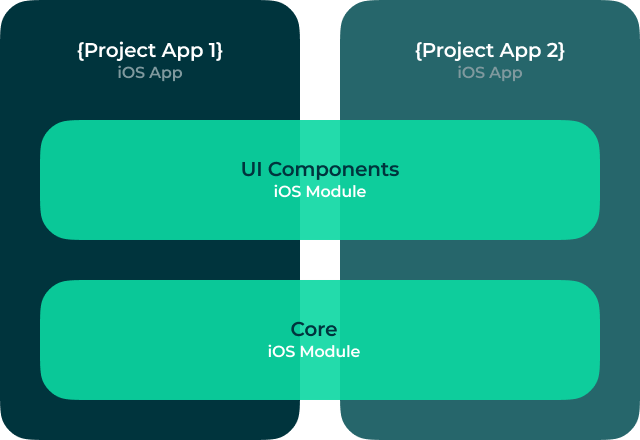 {Project App 1}
iOS App
{Project App 2}
iOS App
UI Components
iOS Module
Core
iOS Module